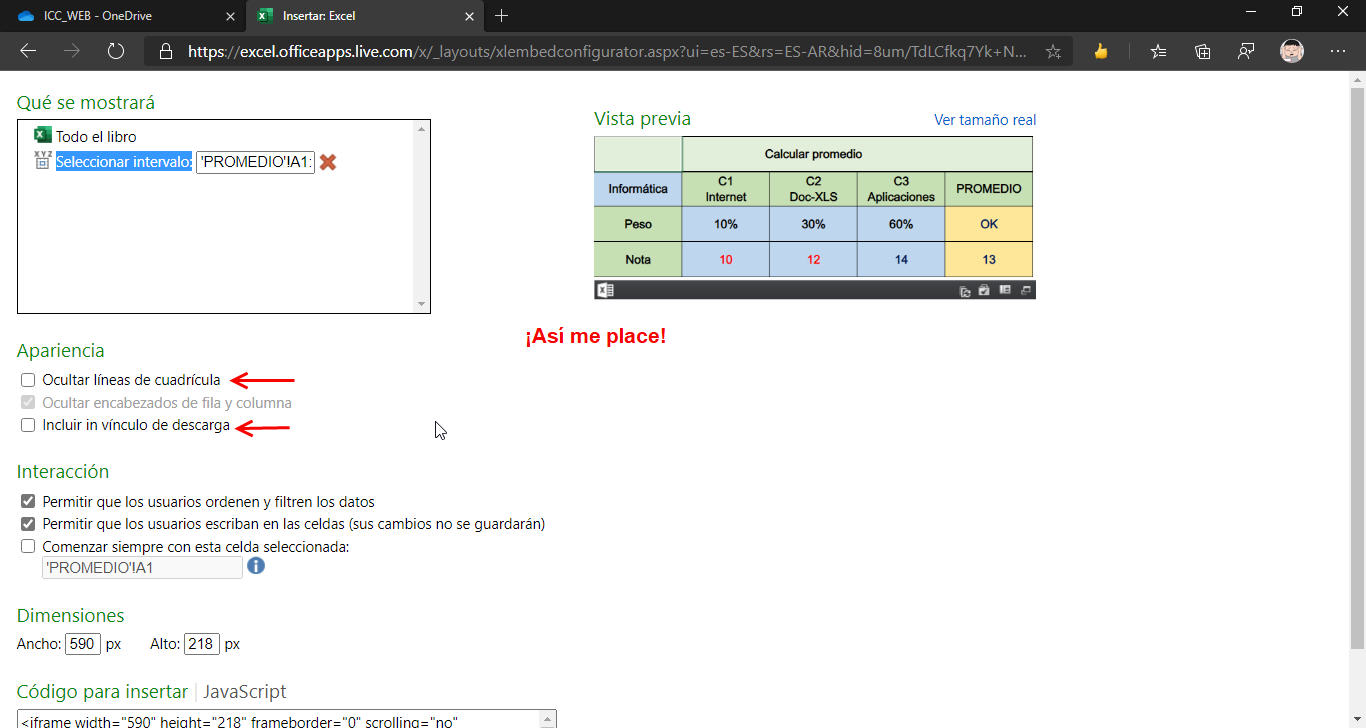 ICC_WEB - OneDrive
Insertar: Excel
https://excel.officeapps.live.com/x/_layouts/xlembedconfigurator.aspx?ui=es-ES&rs=ES-AR&hid=8um/TdLCfkq7Yk+N...
Qué se mostrará
Todo el libro
XYZ Seleccionar intervalo: 'PROMEDIO'!A1:
Vista previa
Ver tamaño real
Calcular promedio
Informática C1 Internet C2 Doc-XLS C3 Aplicaciones PROMEDIO
Peso 10% 30% 60% OK
Nota 10 12 14 13
¡Así me place!
Apariencia
Ocultar líneas de cuadrícula
Ocultar encabezados de fila y columna
Incluir in vínculo de descarga
Interacción
Permitir que los usuarios ordenen y filtren los datos
Permitir que los usuarios escriban en las celdas (sus cambios no se guardarán)
Comenzar siempre con esta celda seleccionada:
'PROMEDIO'!A1
Dimensiones
Ancho: 590 px Alto: 218 px
Código para insertar | JavaScript
<iframe width="590" height="218" frameborder="0" scrolling="no"